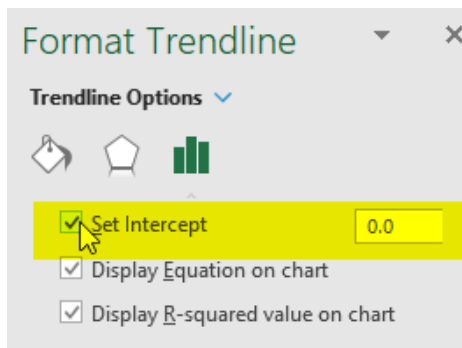 Format Trendline
Trendline Options
Set Intercept 0.0
Display Equation on chart
Display R-squared value on chart